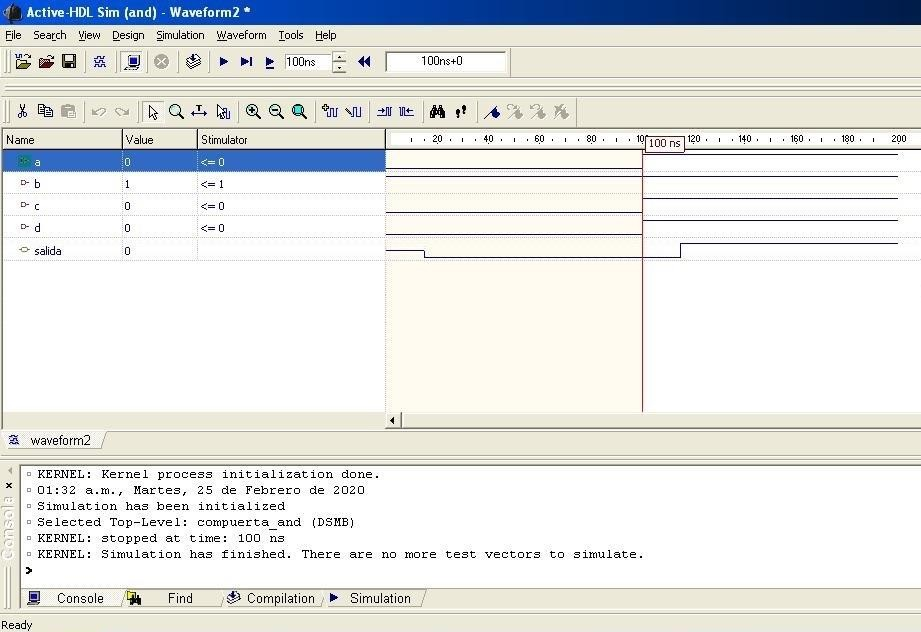 Active-HDL Sim (and) - Waveform2 *
File Search View Design Simulation Waveform Tools Help
100ns 100ns+0
Name Value Stimulator 20 40 60 80 100 120 140 160 180 200
100 ns
a 0 <= 0
b 1 <= 1
c 0 <= 0
d 0 <= 0
salida 0
waveform2
KERNEL: Kernel process initialization done.
01:32 a.m., Martes, 25 de Febrero de 2020
Simulation has been initialized
Selected Top-Level: compuerta_and (DSMB)
KERNEL: stopped at time: 100 ns
KERNEL: Simulation has finished. There are no more test vectors to simulate.
>
Consola
Console Find Compilation Simulation
Ready